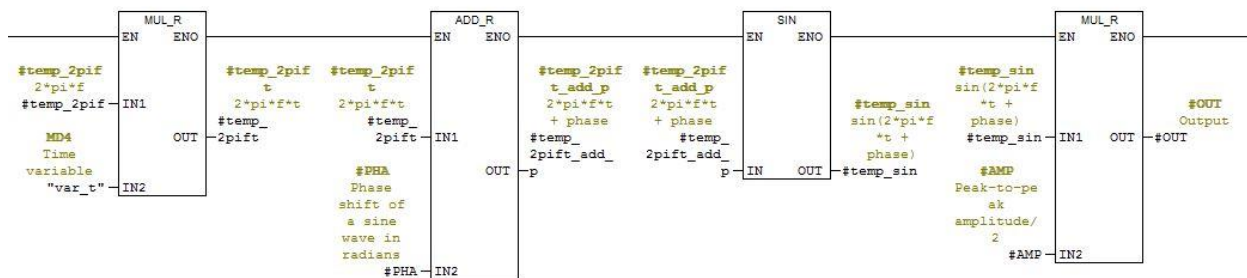 MUL_R
EN ENO
#temp_2pif
2*pi*f
#temp_2pif IN1
MD4
Time
variable
"var_t" IN2
#temp_2pif
t
2*pi*f*t
#temp_
OUT 2pift
ADD_R
EN ENO
#temp_2pif
t
2*pi*f*t
#temp_
2pift IN1
#PHA
Phase
shift of
a sine
wave in
radians
#PHA IN2
#temp_2pif
t_add_p
2*pi*f*t
+ phase
#temp_
2pift_add_
OUT p
SIN
EN ENO
#temp_2pif
t_add_p
2*pi*f*t
+ phase
#temp_
2pift_add_
p IN
#temp_sin
sin(2*pi*f
*t +
phase)
OUT #temp_sin
MUL_R
EN ENO
#temp_sin
sin(2*pi*f
*t +
phase)
#temp_sin IN1
#AMP
Peak-to-pe
ak
amplitude/
2
#AMP IN2
#OUT
Output
OUT #OUT